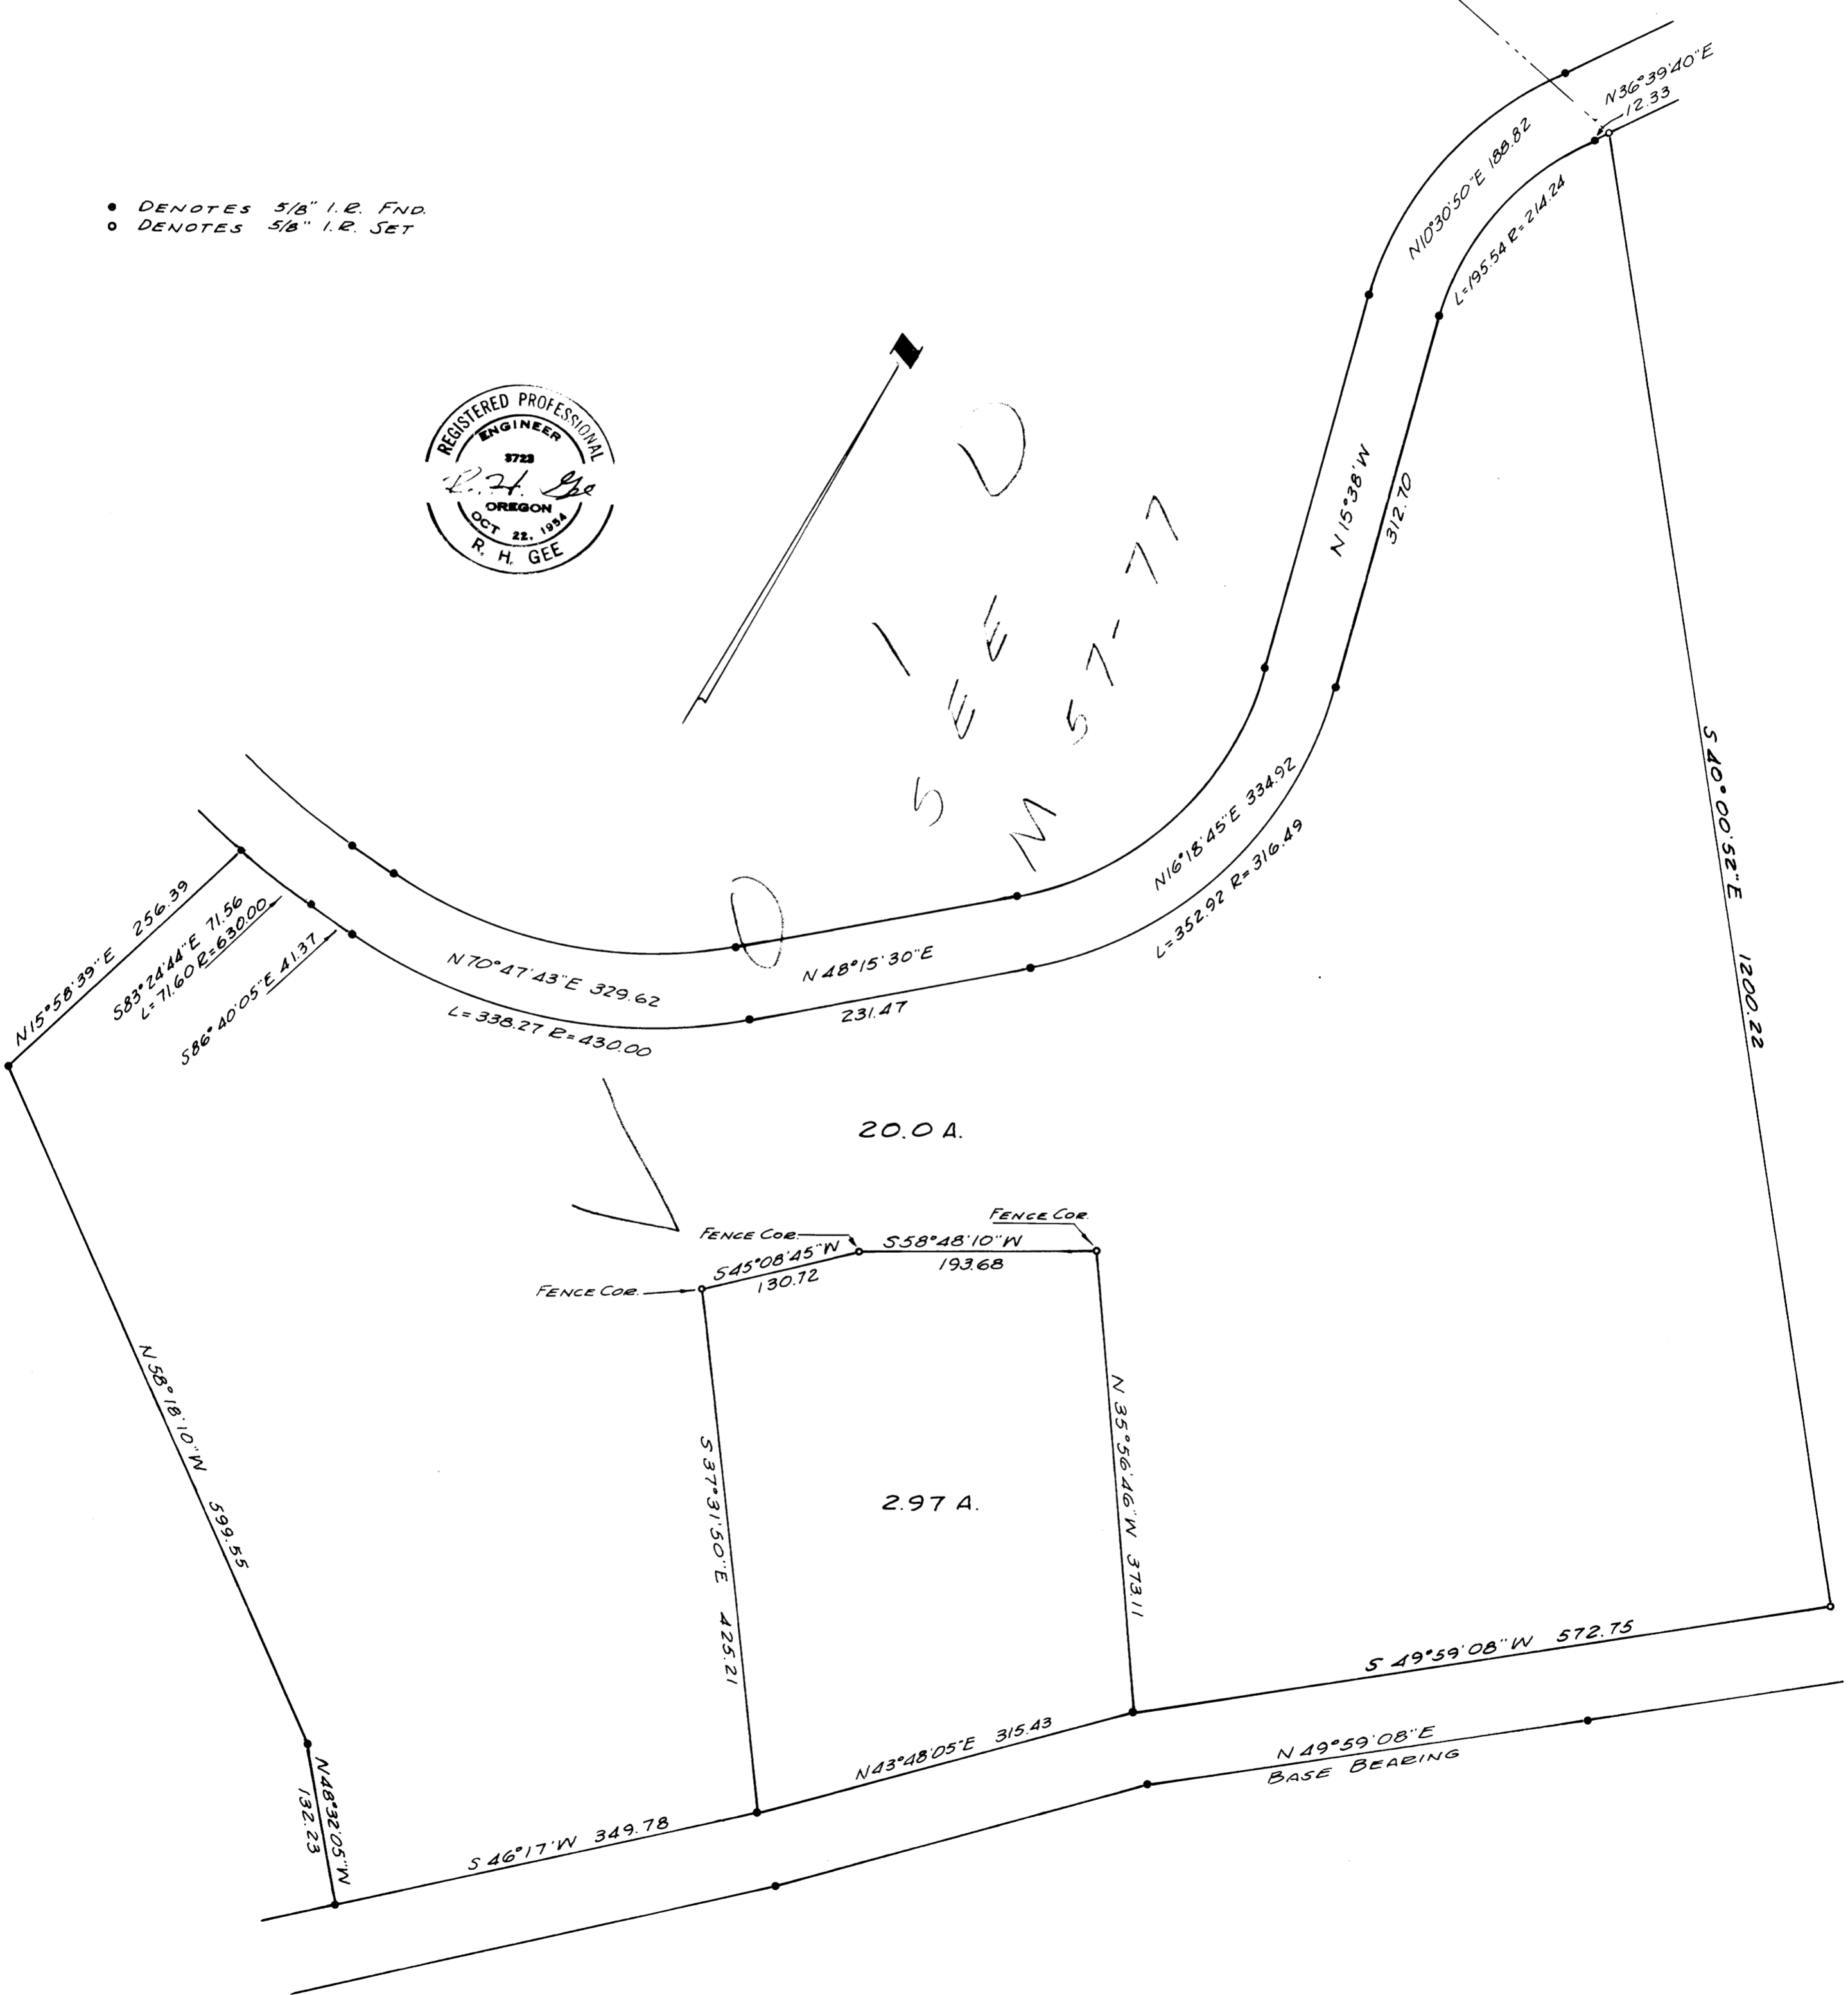 N36°39'40"E
12.33
N10°30'50"E 188.82
L=195.54 R=214.24
● DENOTES 5/8" I.R. FND.
○ DENOTES 5/8" I.R. SET
REGISTERED PROFESSIONAL
ENGINEER
3723
R. H. Gee
OREGON
OCT 22, 1954
R. H. GEE
N 15°38'W
312.70
SEE
M 57-77
N16°18'45"E 334.92
L=352.92 R=316.49
S 40°00'52"E 1200.22
N15°58'39"E 256.39
S83°24'44"E 71.56
L=71.60 R=630.00
S86°40'05"E 41.37
N70°47'43"E 329.62
L=338.27 R=430.00
N48°15'30"E
231.47
20.0 A.
FENCE COR.
FENCE COR.
S58°48'10"W
193.68
S45°08'45"W
130.72
FENCE COR.
N58°18'10"W 599.55
S37°31'50"E 425.21
N 35°56'46"W 373.11
2.97 A.
S 49°59'08"W 572.75
N43°48'05"E 315.43
N 49°59'08"E
BASE BEARING
N48°32'05"W
132.23
S 46°17'W 349.78